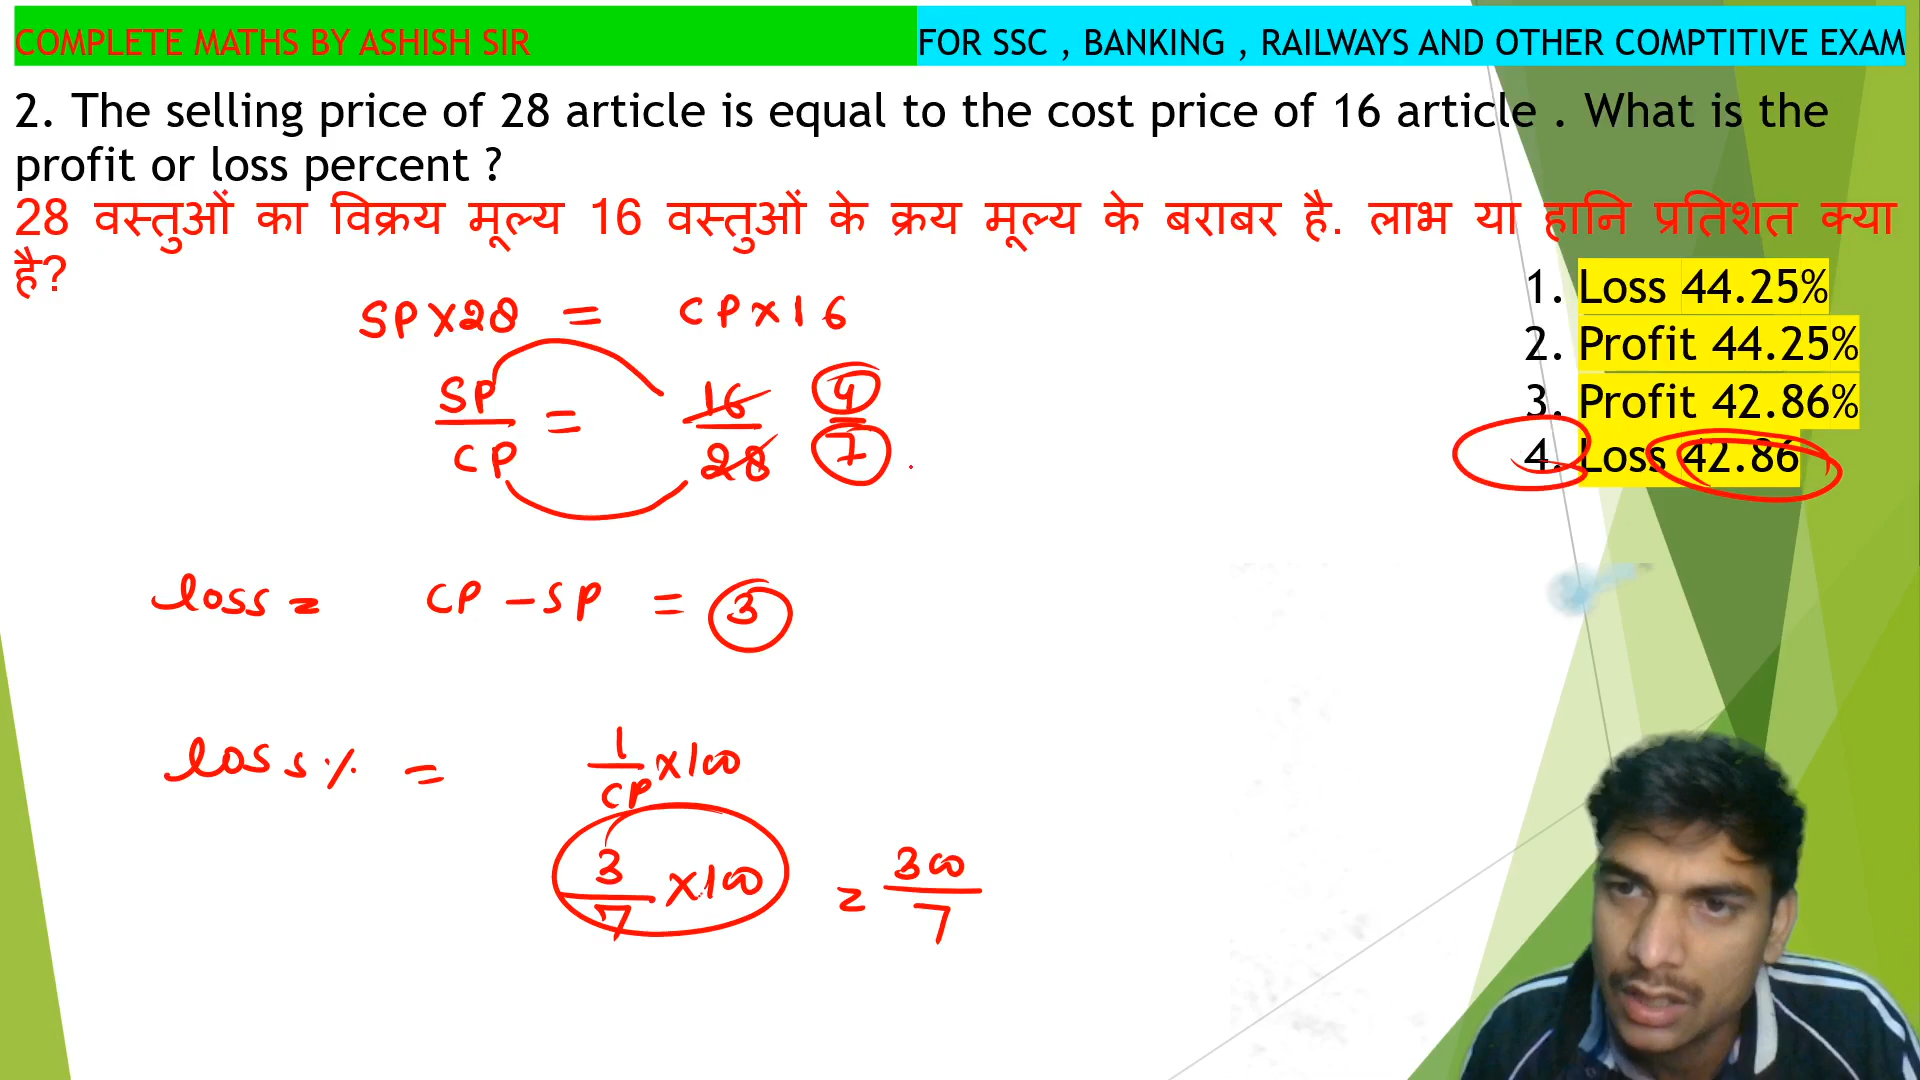 COMPLETE MATHS BY ASHISH SIR FOR SSC , BANKING , RAILWAYS AND OTHER COMPTITIVE EXAM
2. The selling price of 28 article is equal to the cost price of 16 article . What is the
profit or loss percent ?
28 वस्तुओं का विक्रय मूल्य 16 वस्तुओं के क्रय मूल्य के बराबर है. लाभ या हानि प्रतिशत क्या
है?
1. Loss 44.25%
2. Profit 44.25%
3. Profit 42.86%
4. Loss 42.86
SP×28 = CP×16
SP/CP = 16/28 4/7
loss = CP - SP = 3
loss% = 1/CP ×100
3/7 ×100 = 300/7